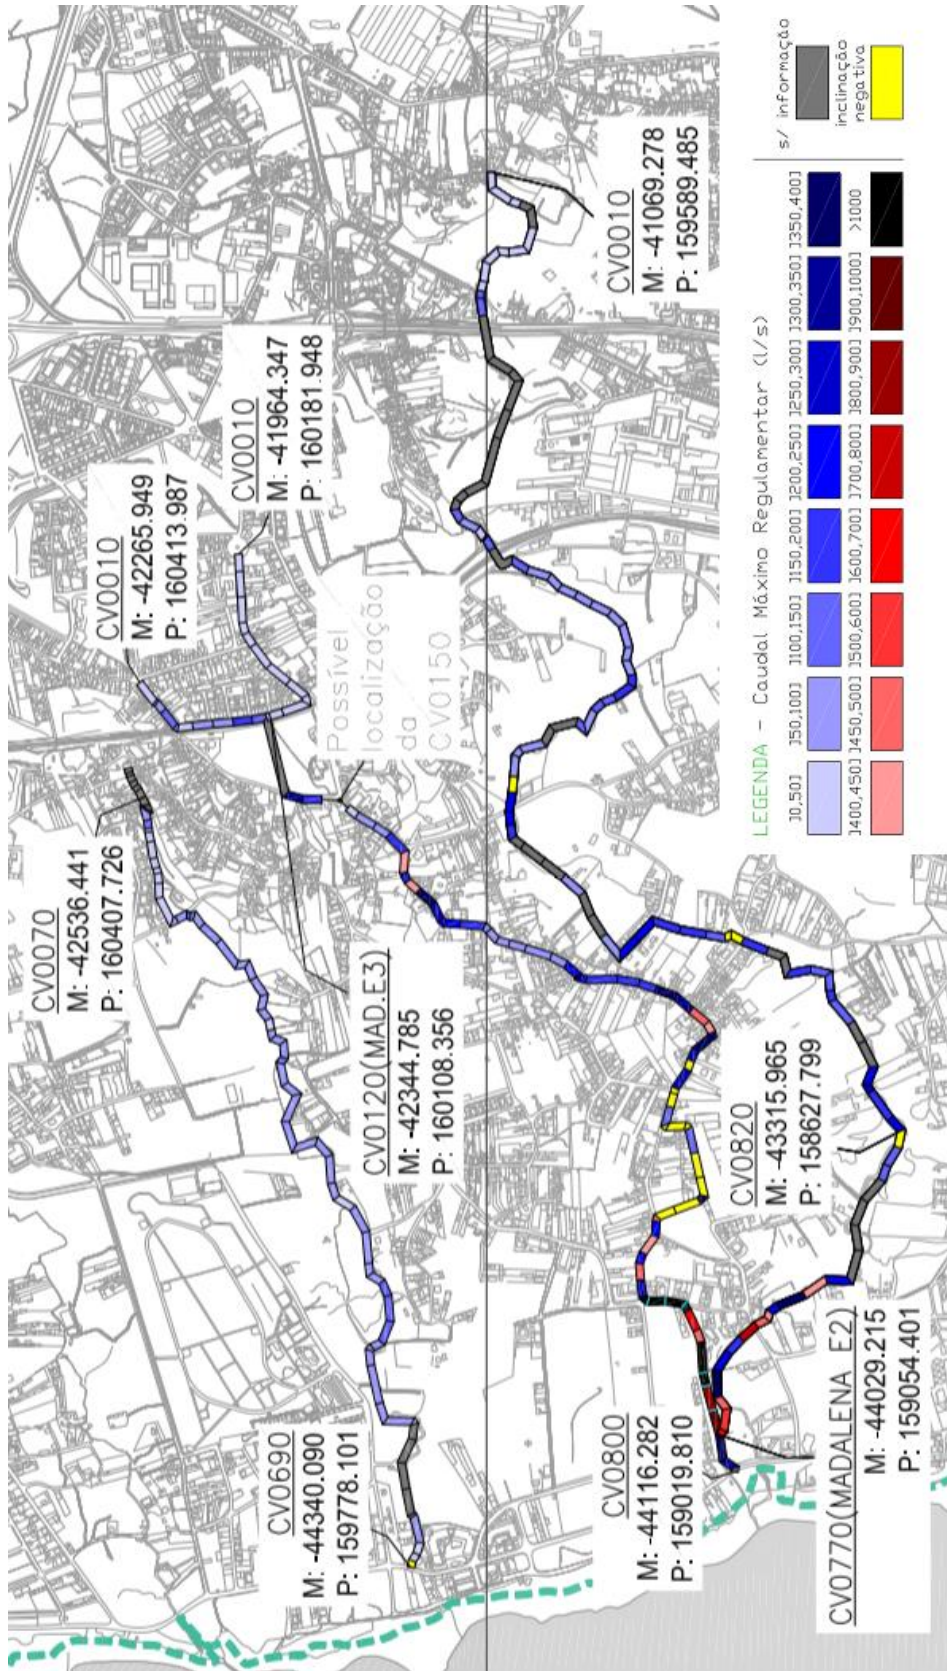 CV0010
M: -42265.949
P: 160413.987
CV0010
M: -41964.347
P: 160181.948
CV0010
M: -41069.278
P: 159589.485
CV0070
M: -42536.441
P: 160407.726
Possível
localização
da
CV0150
CV0120(MAD.E3)
M: -42344.785
P: 160108.356
CV0820
M: -43315.965
P: 158627.799
CV0690
M: -44340.090
P: 159778.101
CV0800
M: -44116.282
P: 159019.810
CV0770(MADALENA E2)
M: -44029.215
P: 159054.401
LEGENDA - Caudal Máximo Regulamentar (l/s)
]0,50] ]50,100] ]100,150] ]150,200] ]200,250] ]250,300] ]300,350] ]350,400]
]400,450] ]450,500] ]500,600] ]600,700] ]700,800] ]800,900] ]900,1000] >1000
s/ informação
inclinação
negativa